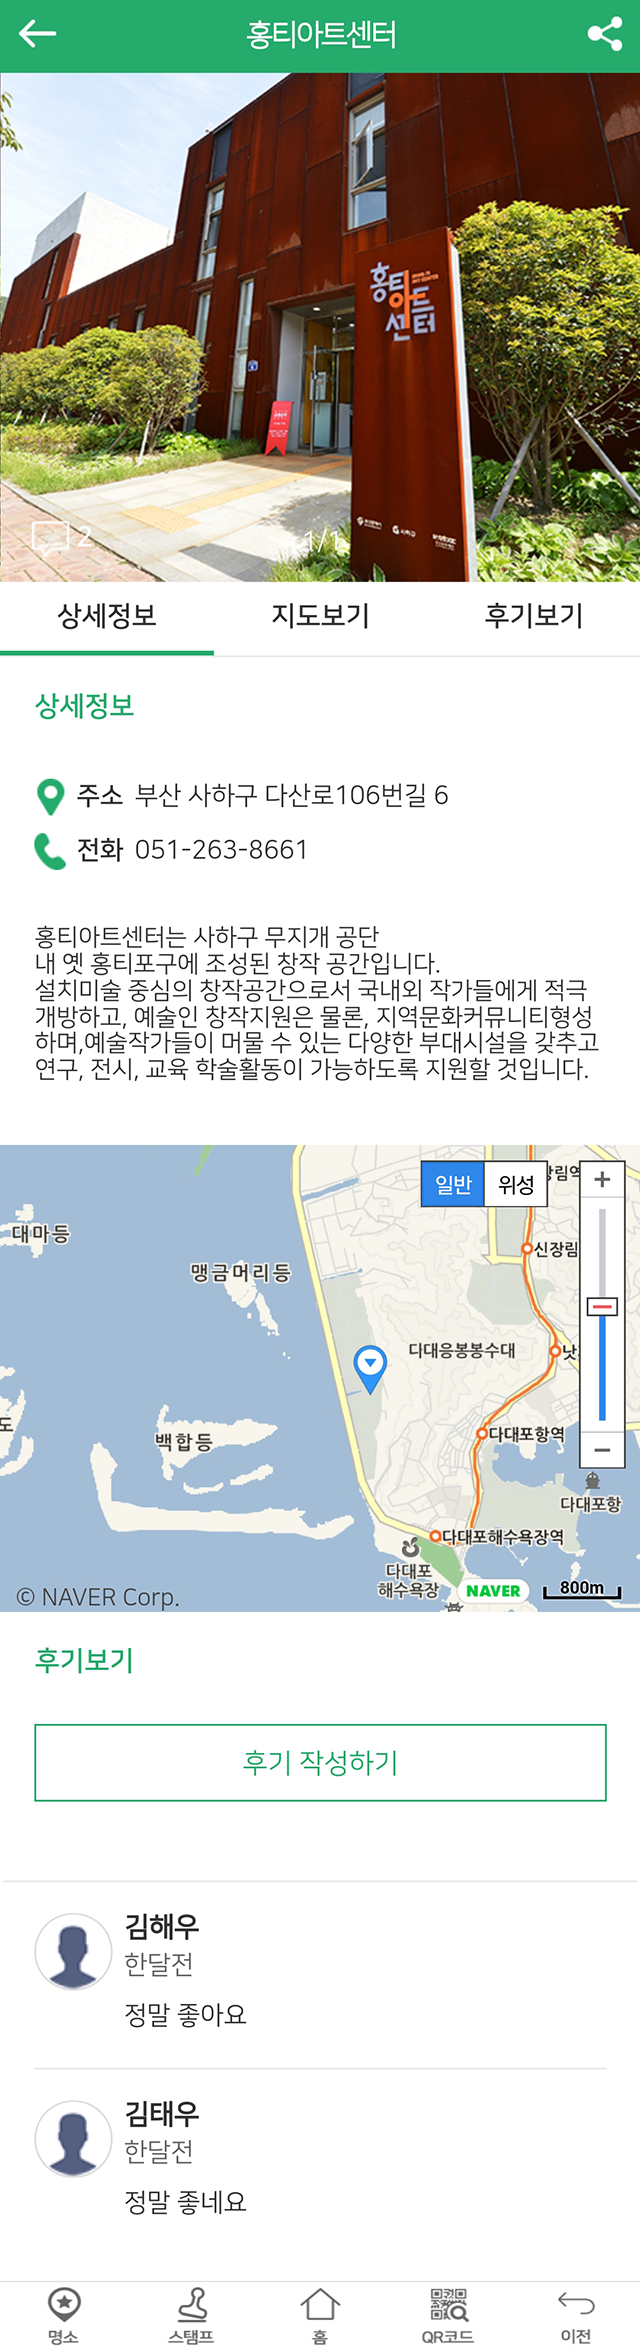 홍티아트센터
홍티
아트
센터
2
1/1
상세정보 지도보기 후기보기
상세정보
주소 부산 사하구 다산로106번길 6
전화 051-263-8661
홍티아트센터는 사하구 무지개 공단
내 옛 홍티포구에 조성된 창작 공간입니다.
설치미술 중심의 창작공간으로서 국내외 작가들에게 적극
개방하고, 예술인 창작지원은 물론, 지역문화커뮤니티형성
하며,예술작가들이 머물 수 있는 다양한 부대시설을 갖추고
연구, 전시, 교육 학술활동이 가능하도록 지원할 것입니다.
일반 위성
대마등
신장림
맹금머리등
다대응봉봉수대
낫
도
백합등
다대포항역
다대포항
다대포해수욕장역
다대포
해수욕장
NAVER
800m
© NAVER Corp.
후기보기
후기 작성하기
김해우
한달전
정말 좋아요
김태우
한달전
정말 좋네요
명소 스탬프 홈 QR코드 이전